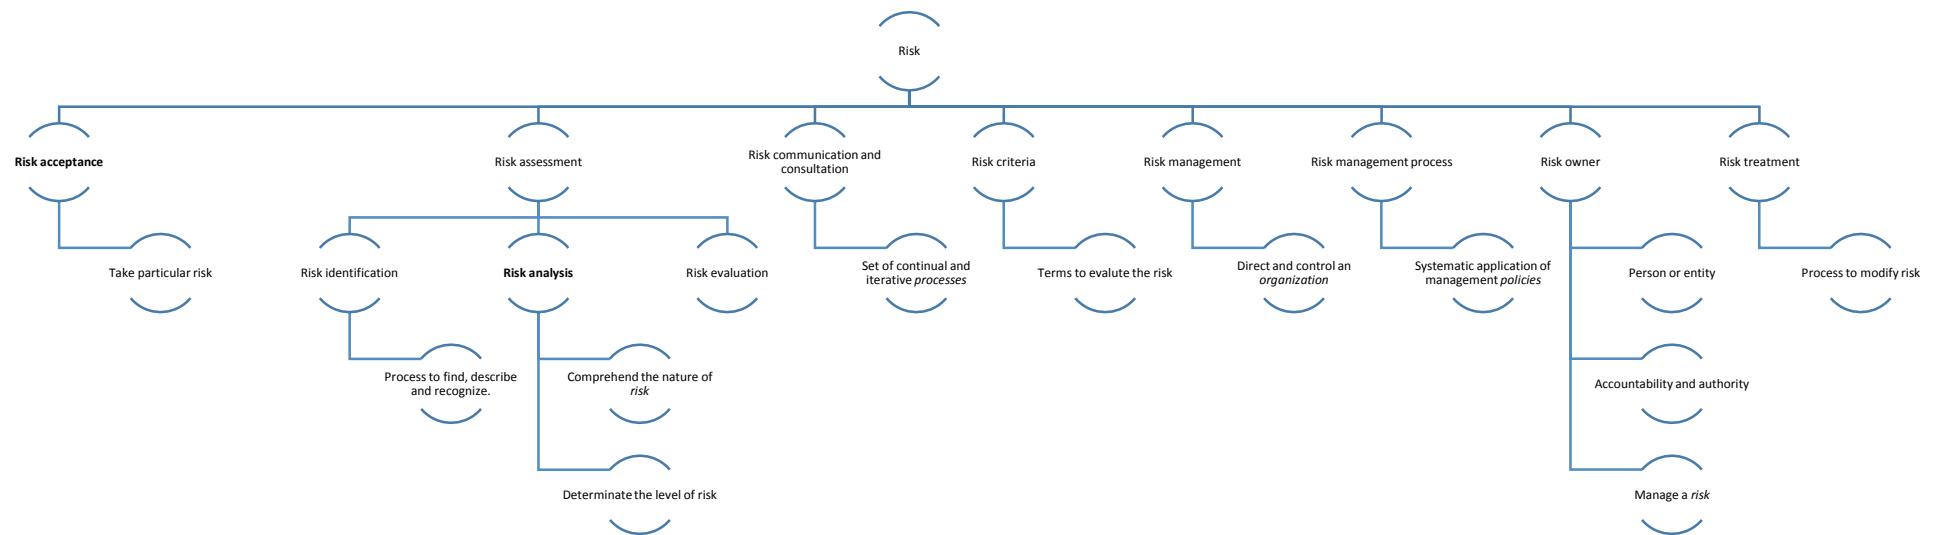 Risk
Risk acceptance
Risk assessment
Risk communication and
consultation
Risk criteria
Risk management
Risk management process
Risk owner
Risk treatment
Take particular risk
Risk identification
Risk analysis
Risk evaluation
Set of continual and
iterative processes
Terms to evalute the risk
Direct and control an
organization
Systematic application of
management policies
Person or entity
Process to modify risk
Process to find, describe
and recognize.
Comprehend the nature of
risk
Accountability and authority
Determinate the level of risk
Manage a risk